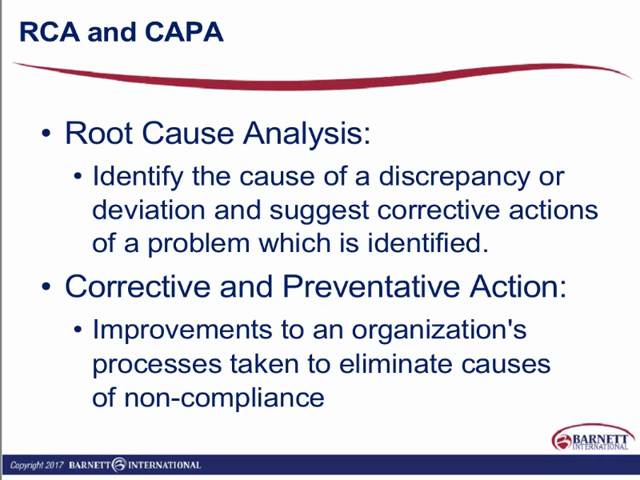 RCA and CAPA
• Root Cause Analysis:
• Identify the cause of a discrepancy or
deviation and suggest corrective actions
of a problem which is identified.
• Corrective and Preventative Action:
• Improvements to an organization's
processes taken to eliminate causes
of non-compliance
BARNETT
INTERNATIONAL
Copyright 2017 BARNETT INTERNATIONAL